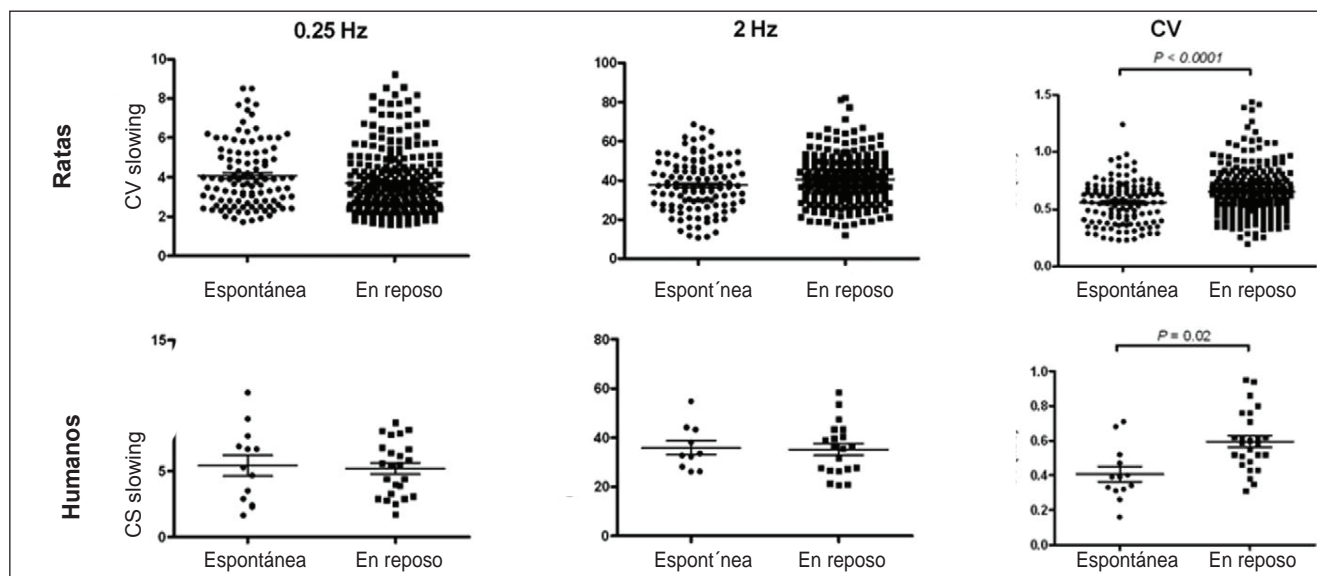 0.25 Hz
2 Hz
CV
Ratas
CV slowing
10
8
6
4
2
0
Espontánea
En reposo
100
80
60
40
20
0
Espont´nea
En reposo
P < 0.0001
1.5
1.0
0.5
0.0
Espontánea
En reposo
Humanos
CS slowing
15
5
0
Espontánea
En reposo
80
60
40
20
0
Espont´nea
En reposo
P = 0.02
1.0
0.8
0.6
0.4
0.2
0.0
Espontánea
En reposo